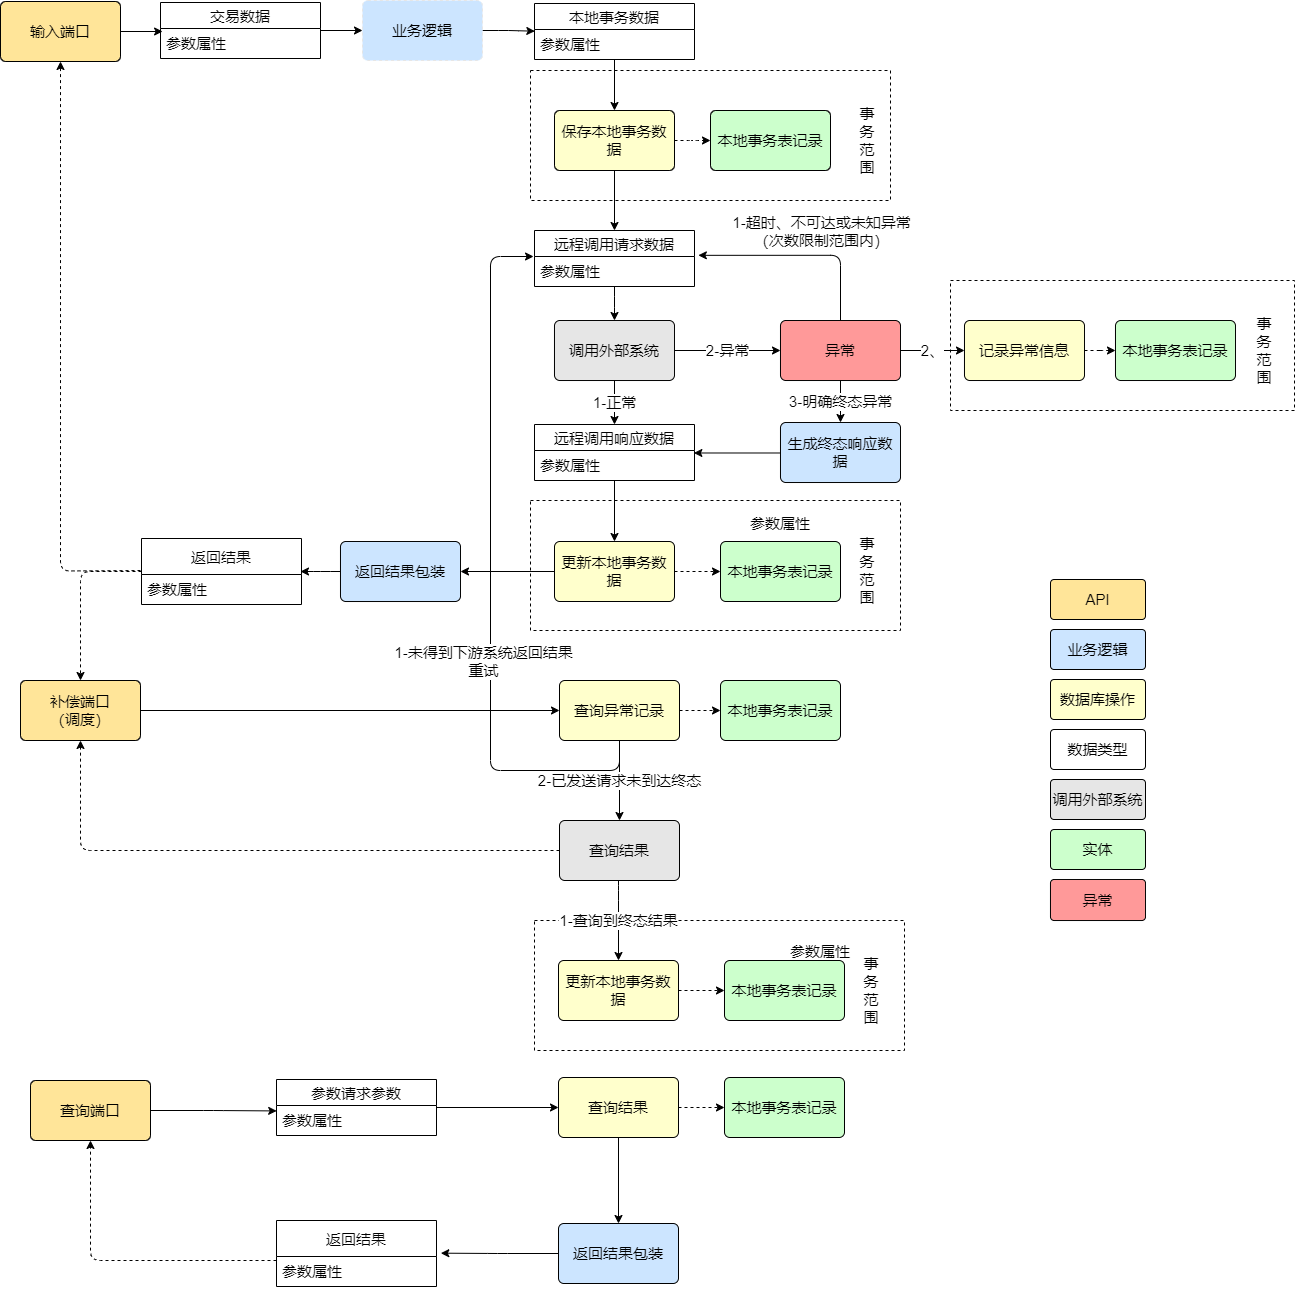 输入端口
交易数据
参数属性
业务逻辑
本地事务数据
参数属性
保存本地事务数
据
本地事务表记录
事
务
范
围
远程调用请求数据
参数属性
1-超时、不可达或未知异常
（次数限制范围内）
调用外部系统
2-异常
异常
2、
记录异常信息
本地事务表记录
事
务
范
围
1-正常
3-明确终态异常
远程调用响应数据
参数属性
生成终态响应数
据
参数属性
更新本地事务数
据
本地事务表记录
事
务
范
围
返回结果包装
返回结果
参数属性
1-未得到下游系统返回结果
重试
补偿端口
（调度）
查询异常记录
本地事务表记录
2-已发送请求未到达终态
查询结果
1-查询到终态结果
参数属性
更新本地事务数
据
本地事务表记录
事
务
范
围
查询端口
参数请求参数
参数属性
查询结果
本地事务表记录
返回结果
参数属性
返回结果包装
API
业务逻辑
数据库操作
数据类型
调用外部系统
实体
异常